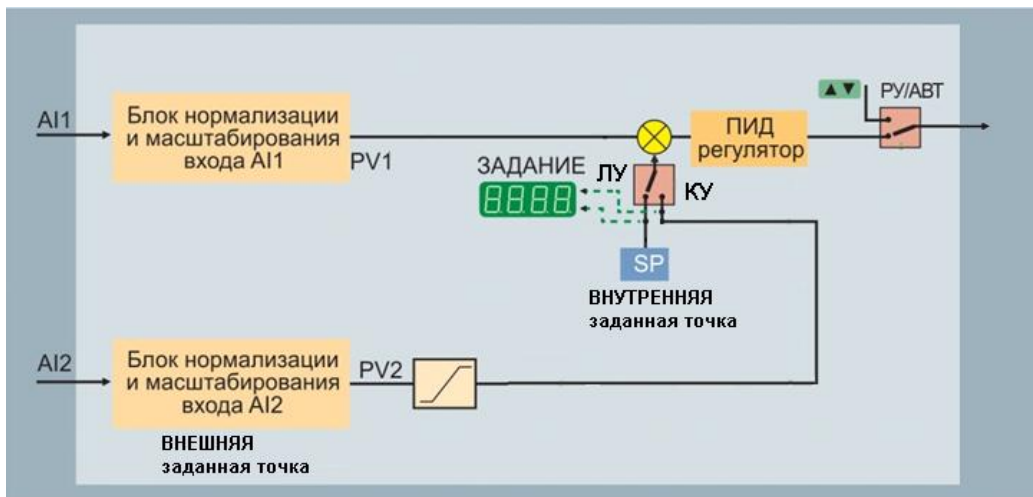 AI1
Блок нормализации
и масштабирования
входа AI1
PV1
ЗАДАНИЕ
8888
ЛУ
КУ
ПИД
регулятор
▲▼
РУ/АВТ
SP
ВНУТРЕННЯЯ
заданная точка
AI2
Блок нормализации
и масштабирования
входа AI2
PV2
ВНЕШНЯЯ
заданная точка